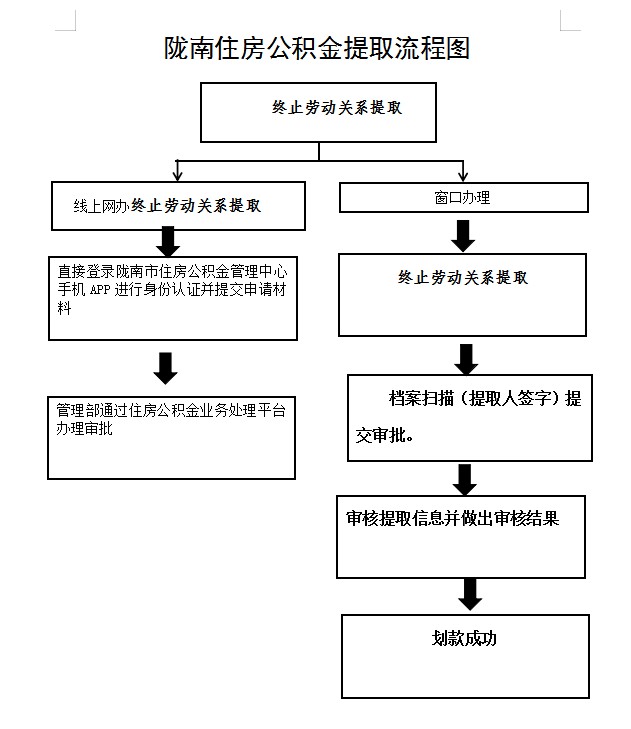 陇南住房公积金提取流程图
终止劳动关系提取
线上网办终止劳动关系提取
直接登录陇南市住房公积金管理中心
手机 APP 进行身份认证并提交申请材
料
管理部通过住房公积金业务处理平台
办理审批
窗口办理
终止劳动关系提取
档案扫描（提取人签字）提
交审批。
审核提取信息并做出审核结果
划款成功